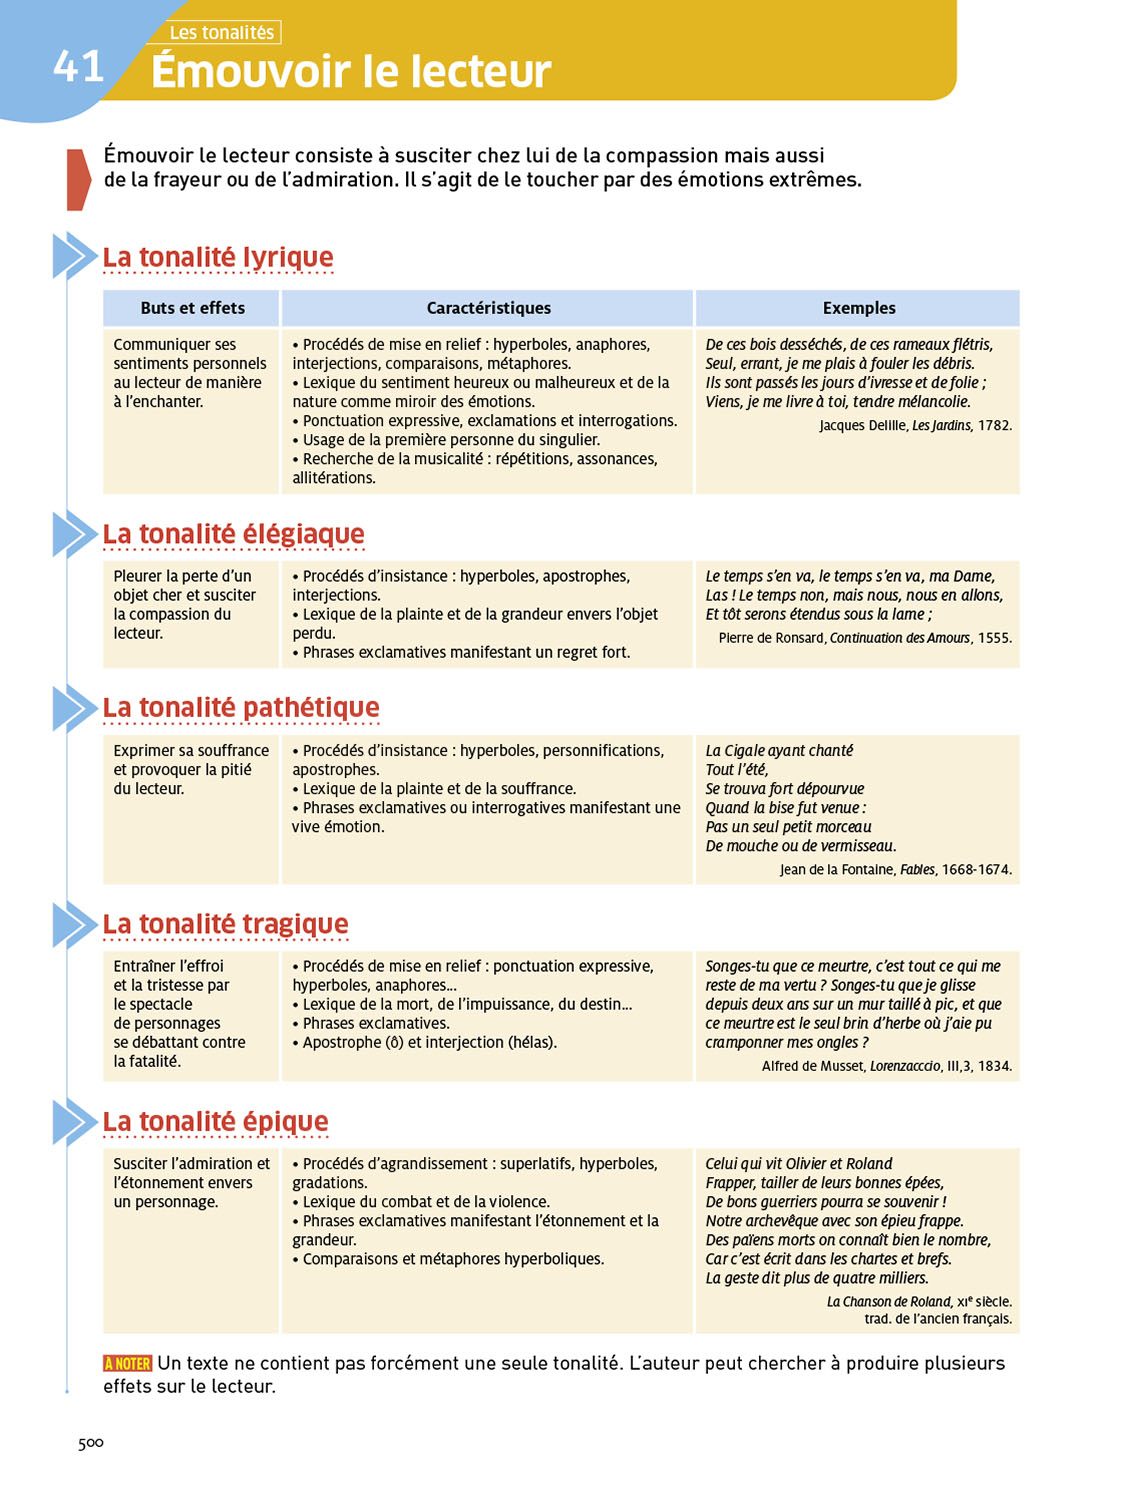 Les tonalités
41
Émouvoir le lecteur
Émouvoir le lecteur consiste à susciter chez lui de la compassion mais aussi
de la frayeur ou de l'admiration. Il s'agit de le toucher par des émotions extrêmes.
La tonalité lyrique
Buts et effets
Caractéristiques
Exemples
Communiquer ses
sentiments personnels
au lecteur de manière
à l'enchanter.
• Procédés de mise en relief : hyperboles, anaphores,
interjections, comparaisons, métaphores.
• Lexique du sentiment heureux ou malheureux et de la
nature comme miroir des émotions.
• Ponctuation expressive, exclamations et interrogations.
• Usage de la première personne du singulier.
• Recherche de la musicalité : répétitions, assonances,
allitérations.
De ces bois desséchés, de ces rameaux flétris,
Seul, errant, je me plais à fouler les débris.
Ils sont passés les jours d'ivresse et de folie ;
Viens, je me livre à toi, tendre mélancolie.
Jacques Delille, Les Jardins, 1782.
La tonalité élégiaque
Pleurer la perte d'un
objet cher et susciter
la compassion du
lecteur.
• Procédés d'insistance : hyperboles, apostrophes,
interjections.
• Lexique de la plainte et de la grandeur envers l'objet
perdu.
• Phrases exclamatives manifestant un regret fort.
Le temps s'en va, le temps s'en va, ma Dame,
Las ! Le temps non, mais nous, nous en allons,
Et tôt serons étendus sous la lame ;
Pierre de Ronsard, Continuation des Amours, 1555.
La tonalité pathétique
Exprimer sa souffrance
et provoquer la pitié
du lecteur.
• Procédés d'insistance : hyperboles, personnifications,
apostrophes.
• Lexique de la plainte et de la souffrance.
• Phrases exclamatives ou interrogatives manifestant une
vive émotion.
La Cigale ayant chanté
Tout l'été,
Se trouva fort dépourvue
Quand la bise fut venue :
Pas un seul petit morceau
De mouche ou de vermisseau.
Jean de la Fontaine, Fables, 1668-1674.
La tonalité tragique
Entraîner l'effroi
et la tristesse par
le spectacle
de personnages
se débattant contre
la fatalité.
• Procédés de mise en relief : ponctuation expressive,
hyperboles, anaphores...
• Lexique de la mort, de l'impuissance, du destin...
• Phrases exclamatives.
• Apostrophe (ô) et interjection (hélas).
Songes-tu que ce meurtre, c'est tout ce qui me
reste de ma vertu ? Songes-tu que je glisse
depuis deux ans sur un mur taillé à pic, et que
ce meurtre est le seul brin d'herbe où j'aie pu
cramponner mes ongles ?
Alfred de Musset, Lorenzacccio, III,3, 1834.
La tonalité épique
Susciter l'admiration et
l'étonnement envers
un personnage.
• Procédés d'agrandissement : superlatifs, hyperboles,
gradations.
• Lexique du combat et de la violence.
• Phrases exclamatives manifestant l'étonnement et la
grandeur.
• Comparaisons et métaphores hyperboliques.
Celui qui vit Olivier et Roland
Frapper, tailler de leurs bonnes épées,
De bons guerriers pourra se souvenir !
Notre archevêque avec son épieu frappe.
Des païens morts on connaît bien le nombre,
Car c'est écrit dans les chartes et brefs.
La geste dit plus de quatre milliers.
La Chanson de Roland, XIe siècle.
trad. de l'ancien français.
À NOTER Un texte ne contient pas forcément une seule tonalité. L'auteur peut chercher à produire plusieurs
effets sur le lecteur.
500